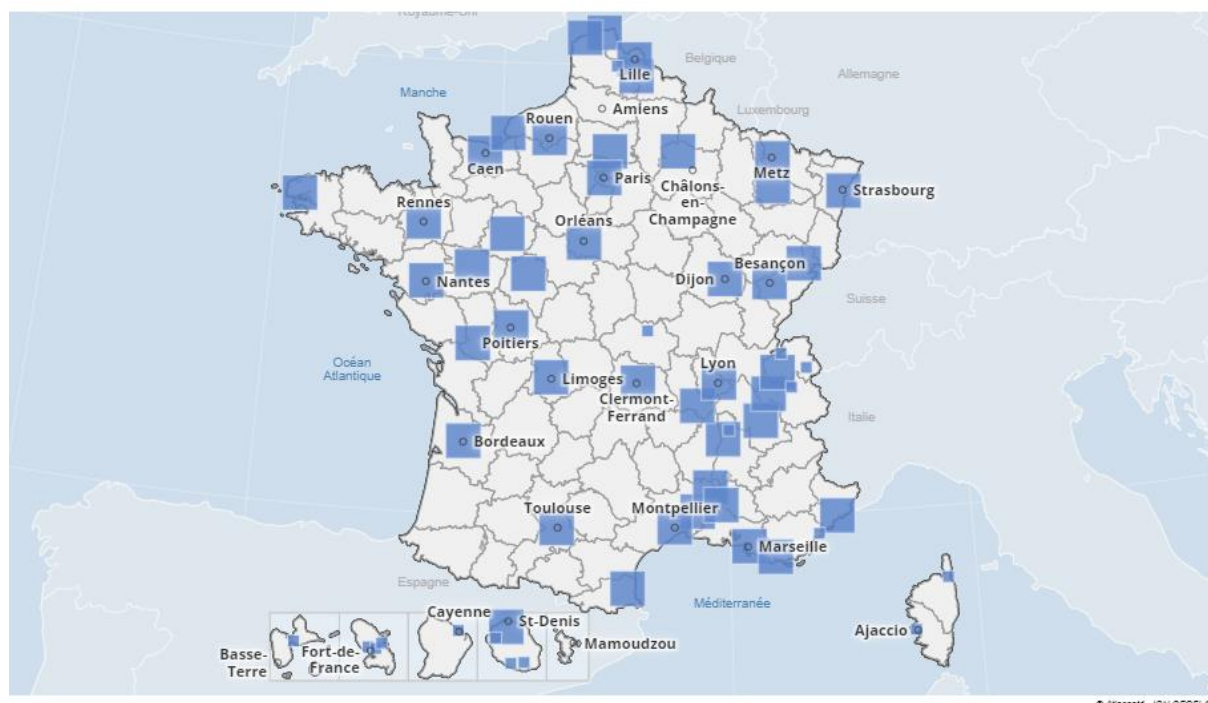 Royaume-Uni
Belgique
Allemagne
Lille
Manche
Luxembourg
Amiens
Rouen
Caen
Paris
Metz
Châlons-
en-
Champagne
Strasbourg
Rennes
Orléans
Nantes
Dijon
Besançon
Suisse
Poitiers
Océan
Atlantique
Limoges
Lyon
Clermont-
Ferrand
Italie
Bordeaux
Toulouse
Montpellier
Marseille
Espagne
Méditerranée
Cayenne
St-Denis
Ajaccio
Mamoudzou
Basse-
Terre
Fort-de-
France